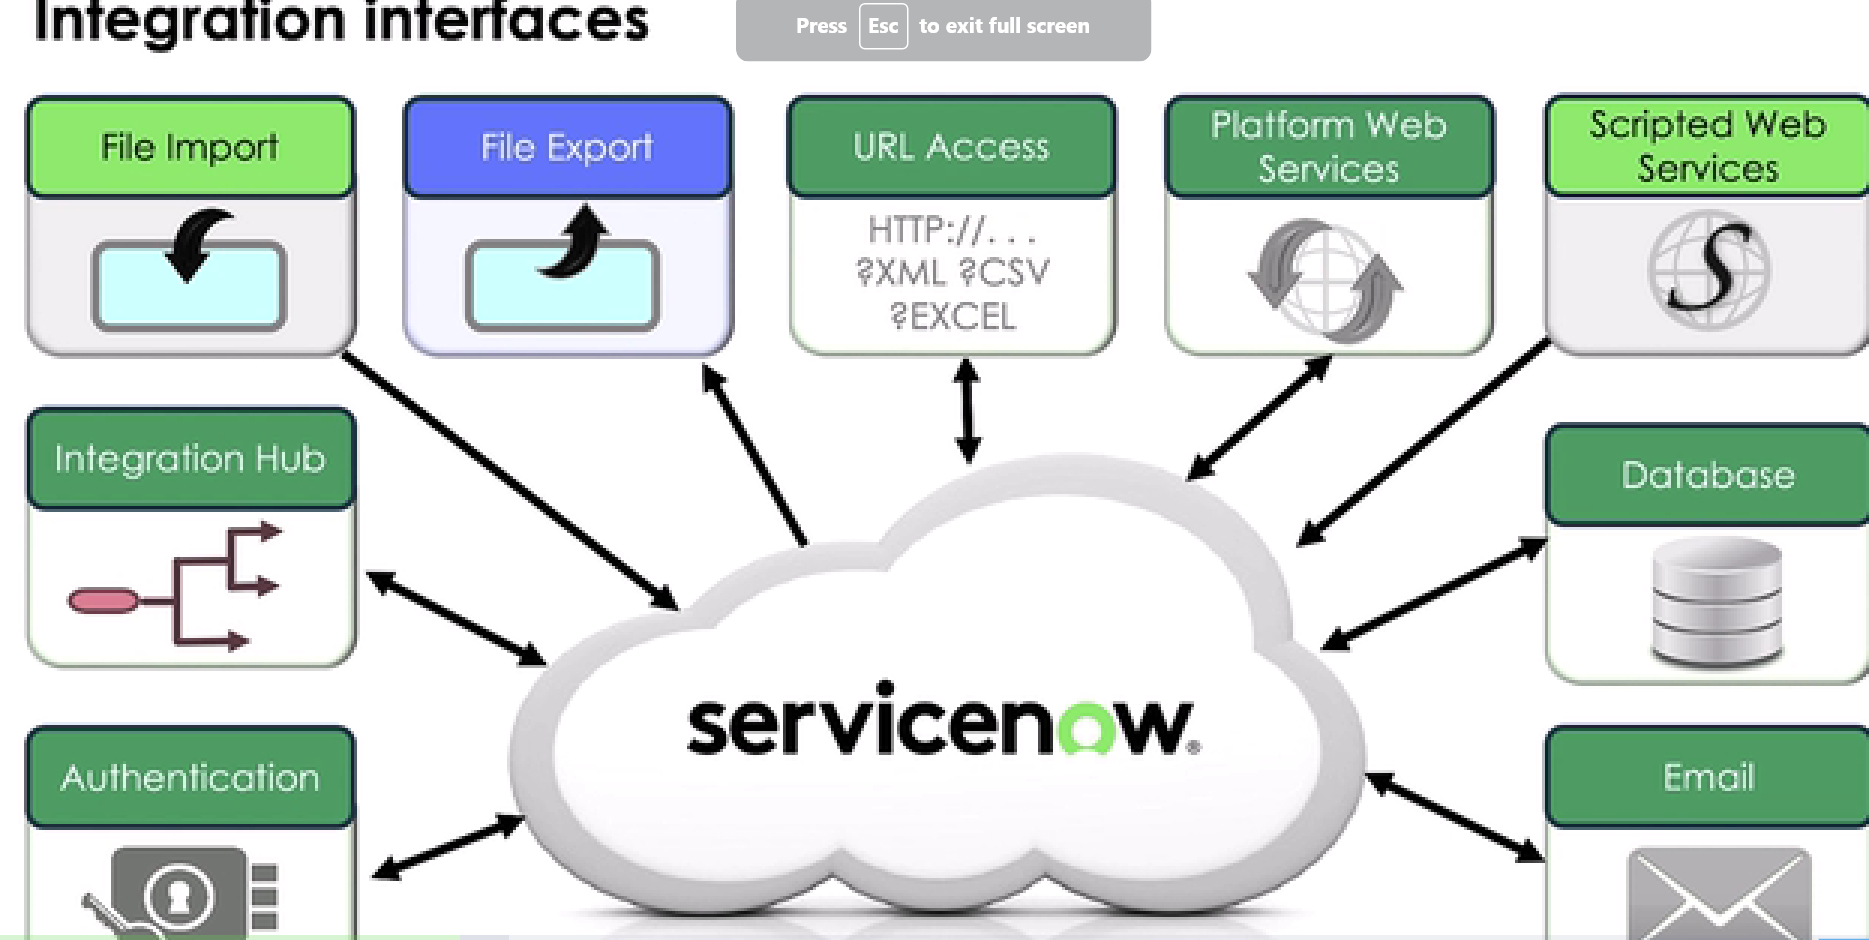 Integration interfaces
Press Esc to exit full screen
File Import
File Export
URL Access
HTTP://. . .
?XML ?CSV
?EXCEL
Platform Web
Services
Scripted Web
Services
S
Integration Hub
Database
servicenow®
Authentication
Email